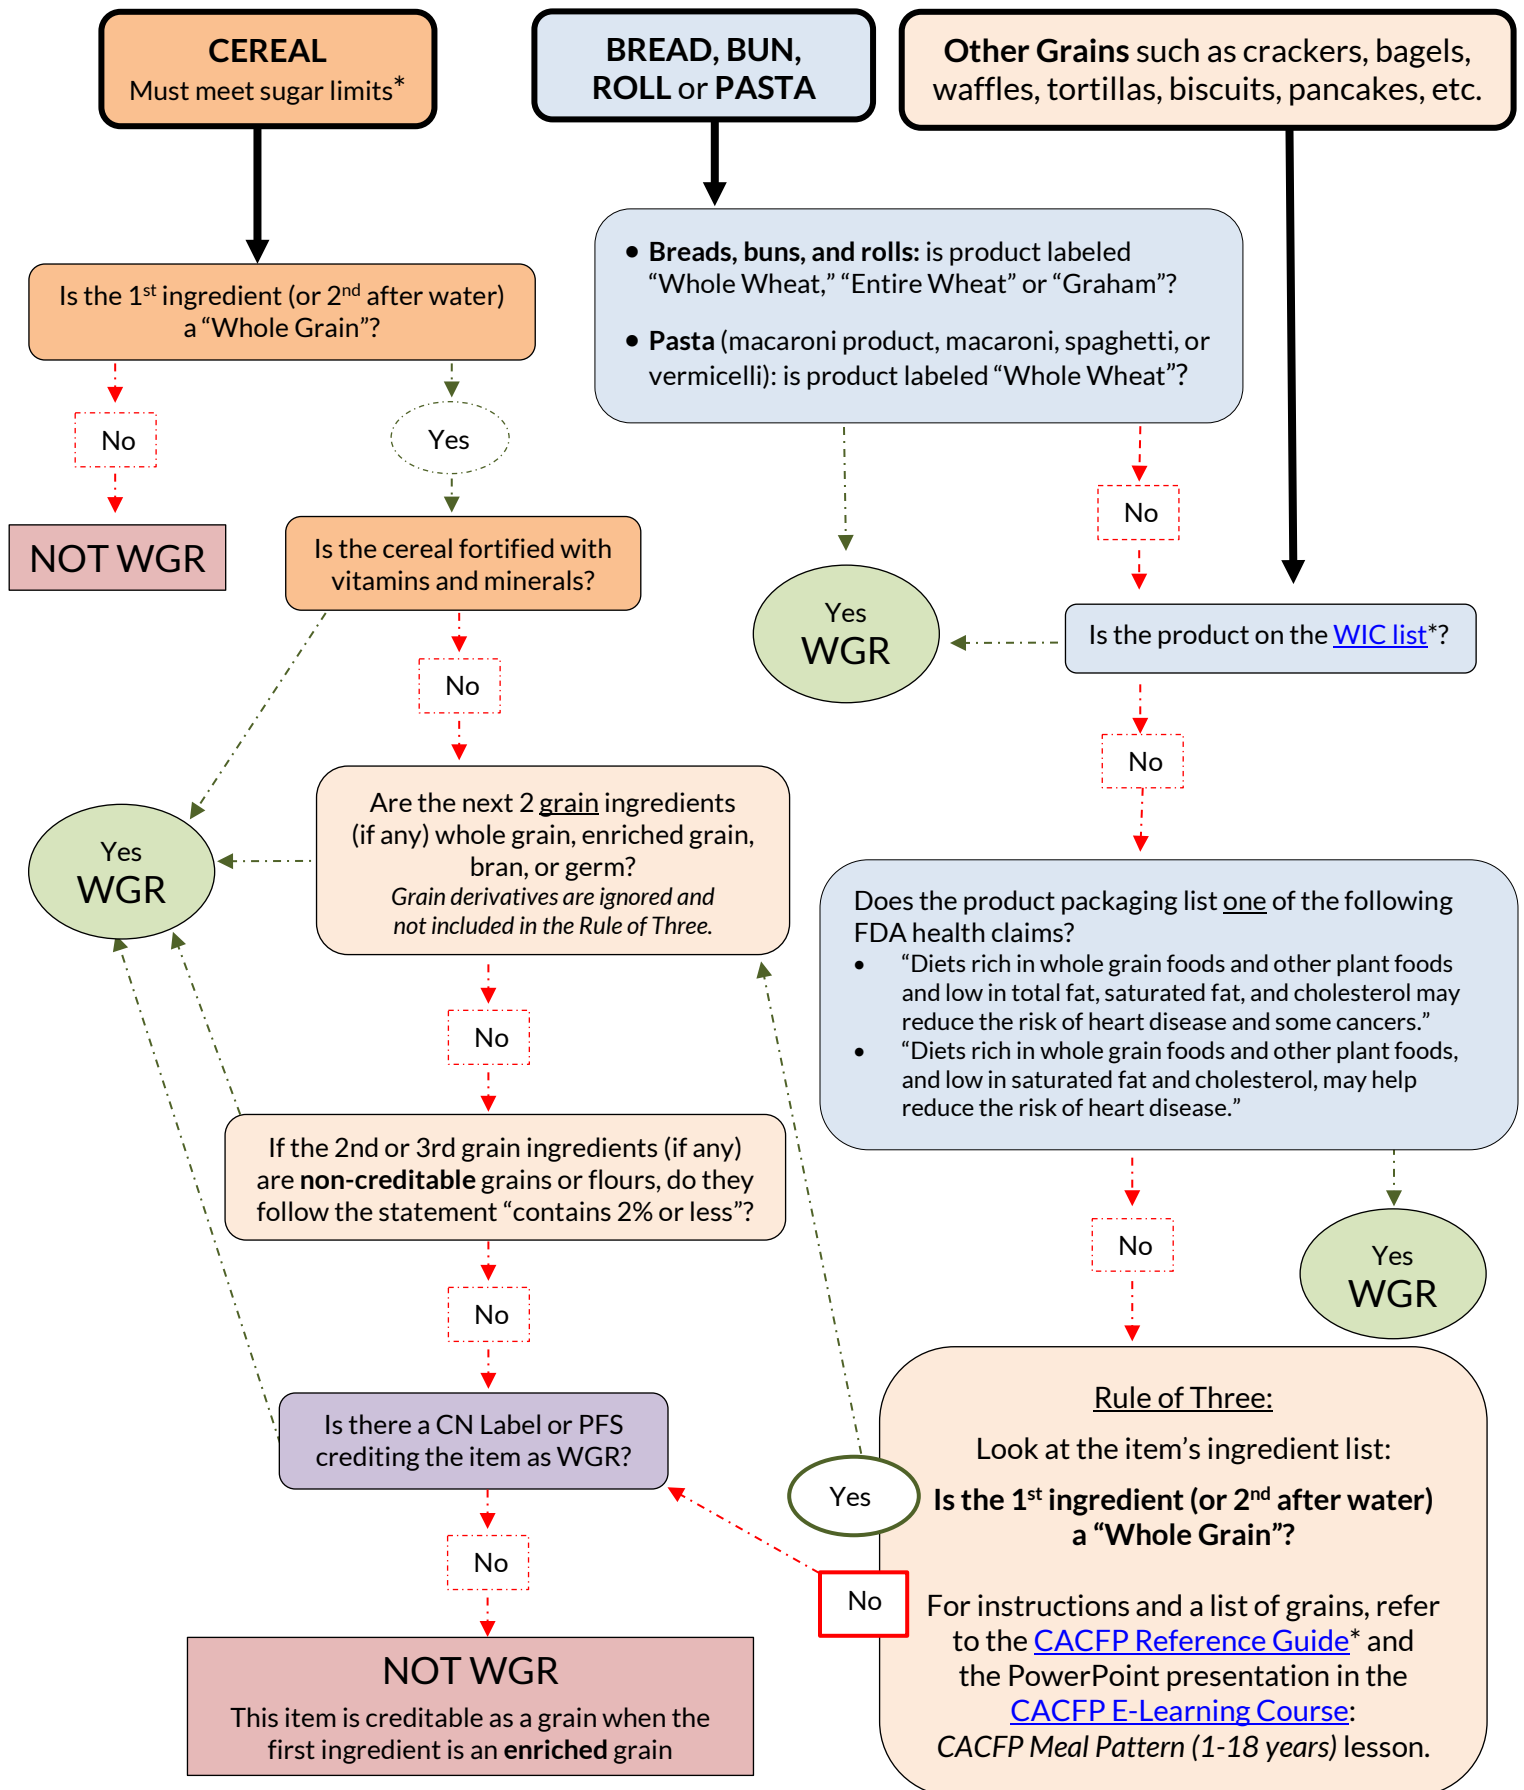 CEREAL
Must meet sugar limits*
BREAD, BUN,
ROLL or PASTA
Other Grains such as crackers, bagels,
waffles, tortillas, biscuits, pancakes, etc.
Is the 1st ingredient (or 2nd after water)
a “Whole Grain”?
No
Yes
NOT WGR
Is the cereal fortified with
vitamins and minerals?
No
Yes
WGR
Are the next 2 grain ingredients
(if any) whole grain, enriched grain,
bran, or germ?
Grain derivatives are ignored and
not included in the Rule of Three.
No
If the 2nd or 3rd grain ingredients (if any)
are non-creditable grains or flours, do they
follow the statement “contains 2% or less”?
No
Is there a CN Label or PFS
crediting the item as WGR?
No
NOT WGR
This item is creditable as a grain when the
first ingredient is an enriched grain
• Breads, buns, and rolls: is product labeled
“Whole Wheat,” “Entire Wheat” or “Graham”?
• Pasta (macaroni product, macaroni, spaghetti, or
vermicelli): is product labeled “Whole Wheat”?
No
Yes
WGR
Is the product on the WIC list*?
No
Does the product packaging list one of the following
FDA health claims?
• “Diets rich in whole grain foods and other plant foods
and low in total fat, saturated fat, and cholesterol may
reduce the risk of heart disease and some cancers.”
• “Diets rich in whole grain foods and other plant foods,
and low in saturated fat and cholesterol, may help
reduce the risk of heart disease.”
No
Yes
WGR
Rule of Three:
Look at the item’s ingredient list:
Is the 1st ingredient (or 2nd after water)
a “Whole Grain”?
Yes
No
For instructions and a list of grains, refer
to the CACFP Reference Guide* and
the PowerPoint presentation in the
CACFP E-Learning Course:
CACFP Meal Pattern (1-18 years) lesson.